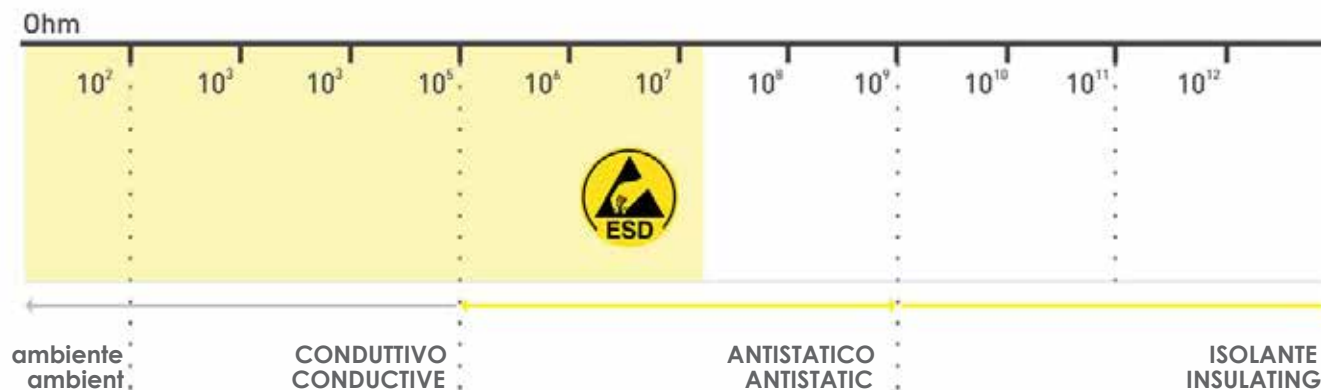 Ohm
10² 10³ 10³ 10⁵ 10⁶ 10⁷ 10⁸ 10⁹ 10¹⁰ 10¹¹ 10¹²
ESD
ambiente CONDUTTIVO ANTISTATICO ISOLANTE
ambient CONDUCTIVE ANTISTATIC INSULATING